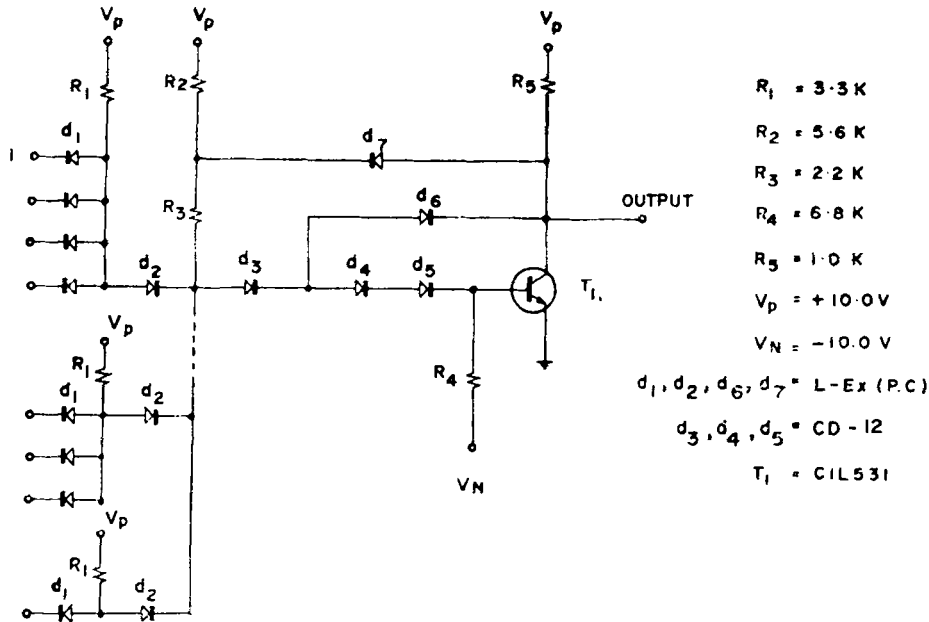 Vp Vp Vp
R1 R2 R5
d1
1
d7
R3
d6
OUTPUT
d2 d3 d4 d5
T1.
R4
VN
Vp
R1
d1 d2
Vp
R1
d1 d2
R1 = 3.3 K
R2 = 5.6 K
R3 = 2.2 K
R4 = 6.8 K
R5 = 1.0 K
Vp = +10.0V
VN = -10.0 V
d1, d2, d6, d7 = L-Ex (P.C)
d3, d4, d5 = CD-12
T1 = CIL531